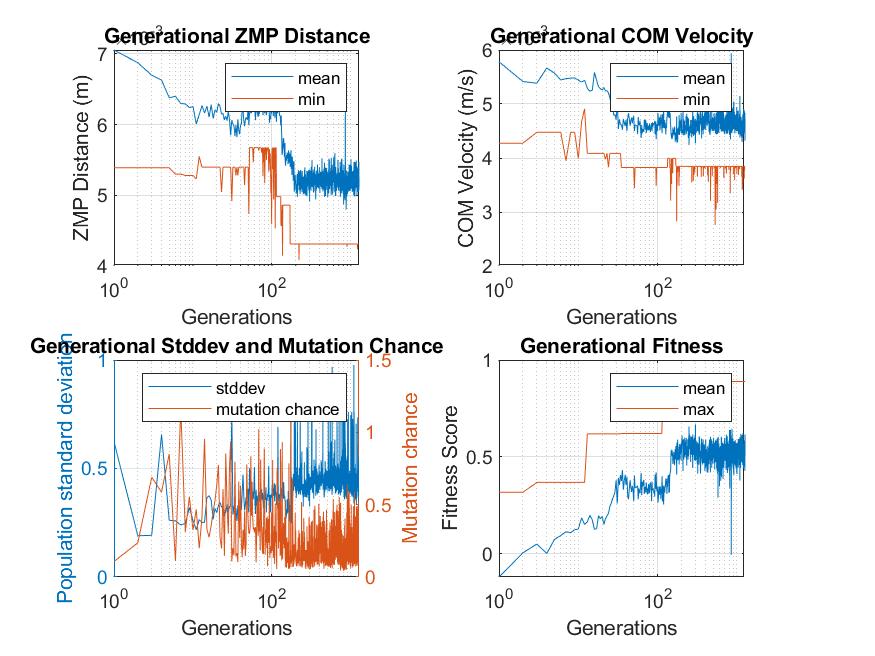 Generational ZMP Distance
7
6
5
4
ZMP Distance (m)
mean
min
10^0
10^2
Generations
Generational COM Velocity
6
5
4
3
2
COM Velocity (m/s)
mean
min
10^0
10^2
Generations
Generational Stddev and Mutation Chance
1
0.5
0
Population standard deviation
stddev
mutation chance
1.5
1
0.5
0
Mutation chance
10^0
10^2
Generations
Generational Fitness
1
0.5
0
Fitness Score
mean
max
10^0
10^2
Generations